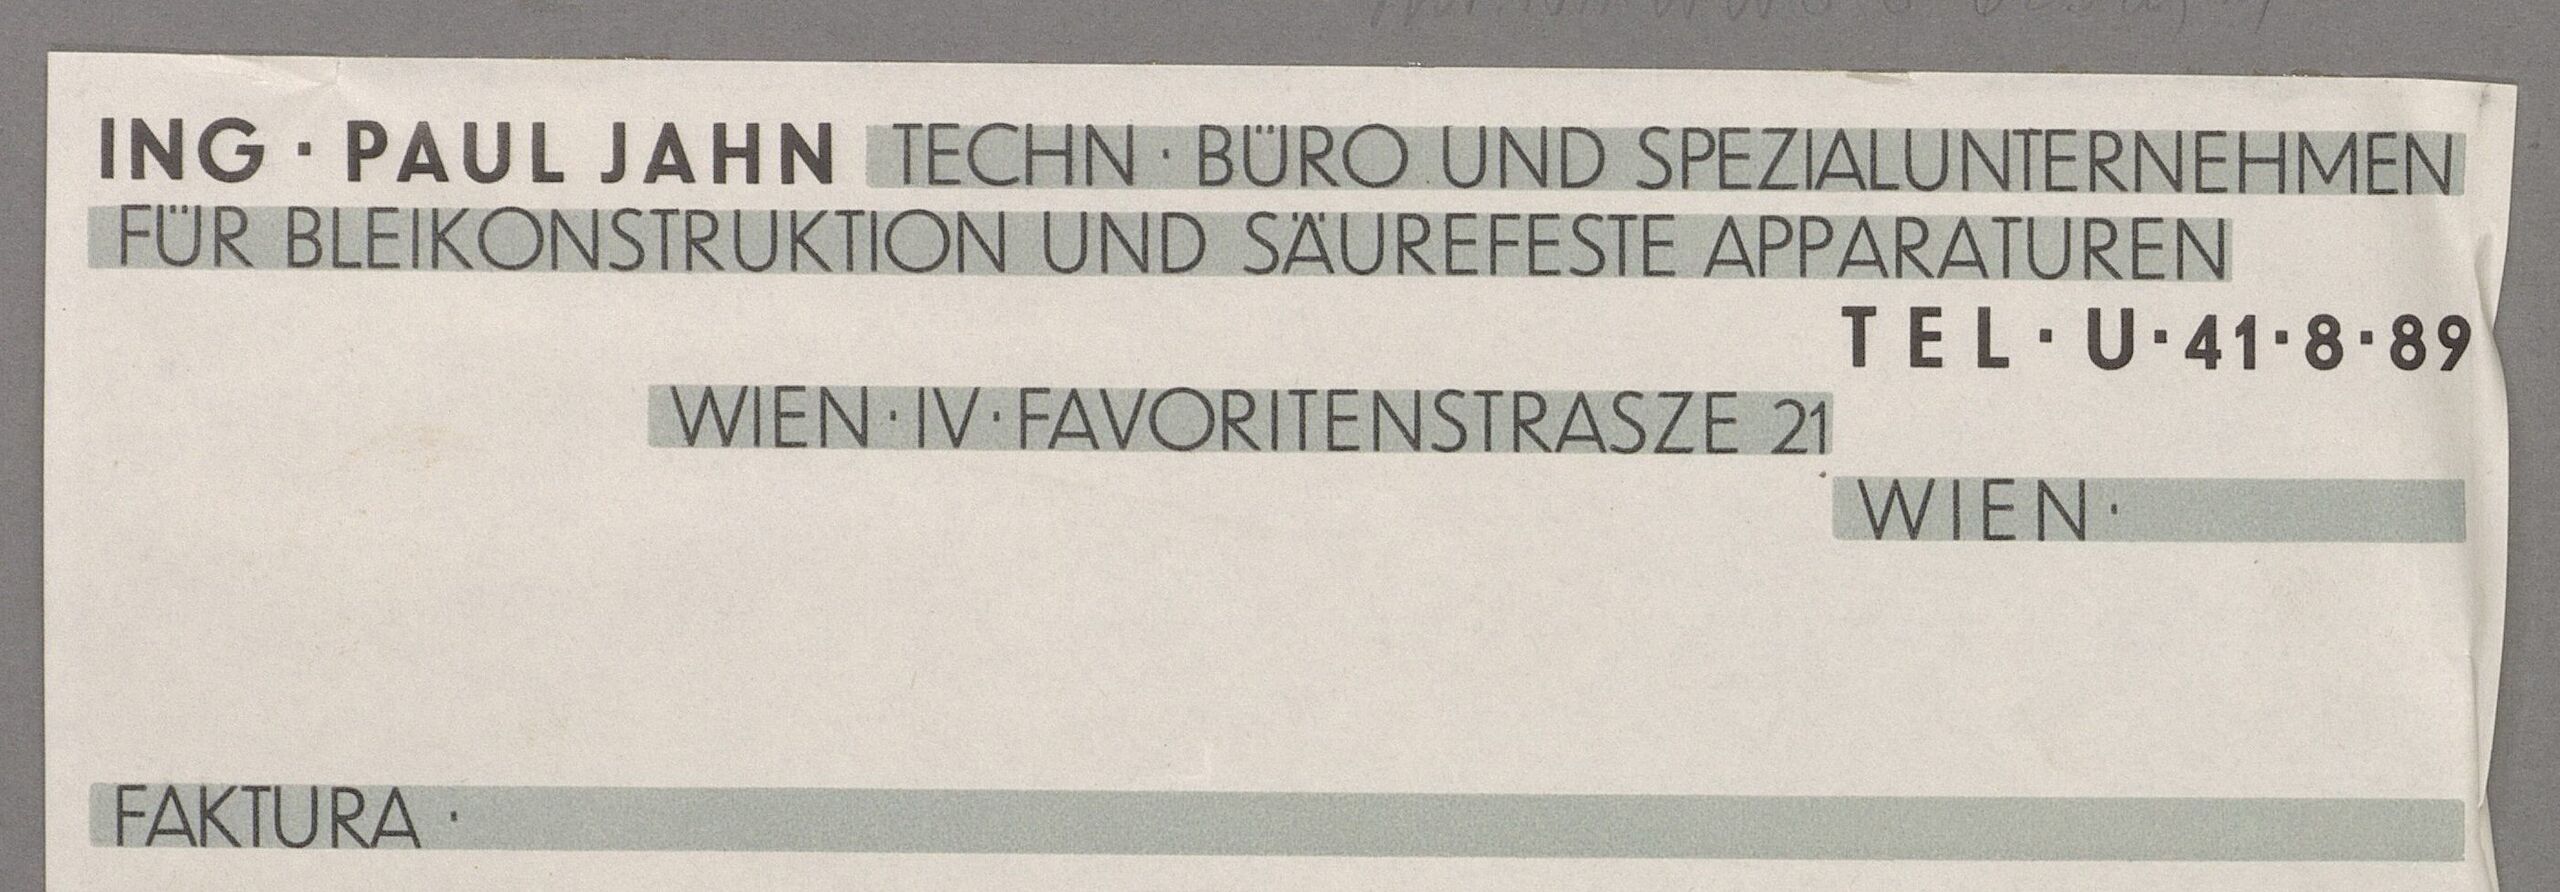 ING · PAUL JAHN TECHN · BÜRO UND SPEZIALUNTERNEHMEN
FÜR BLEIKONSTRUKTION UND SÄUREFESTE APPARATUREN
TEL · U · 41 · 8 · 89
WIEN · IV · FAVORITENSTRASZE 21
WIEN ·
FAKTURA ·